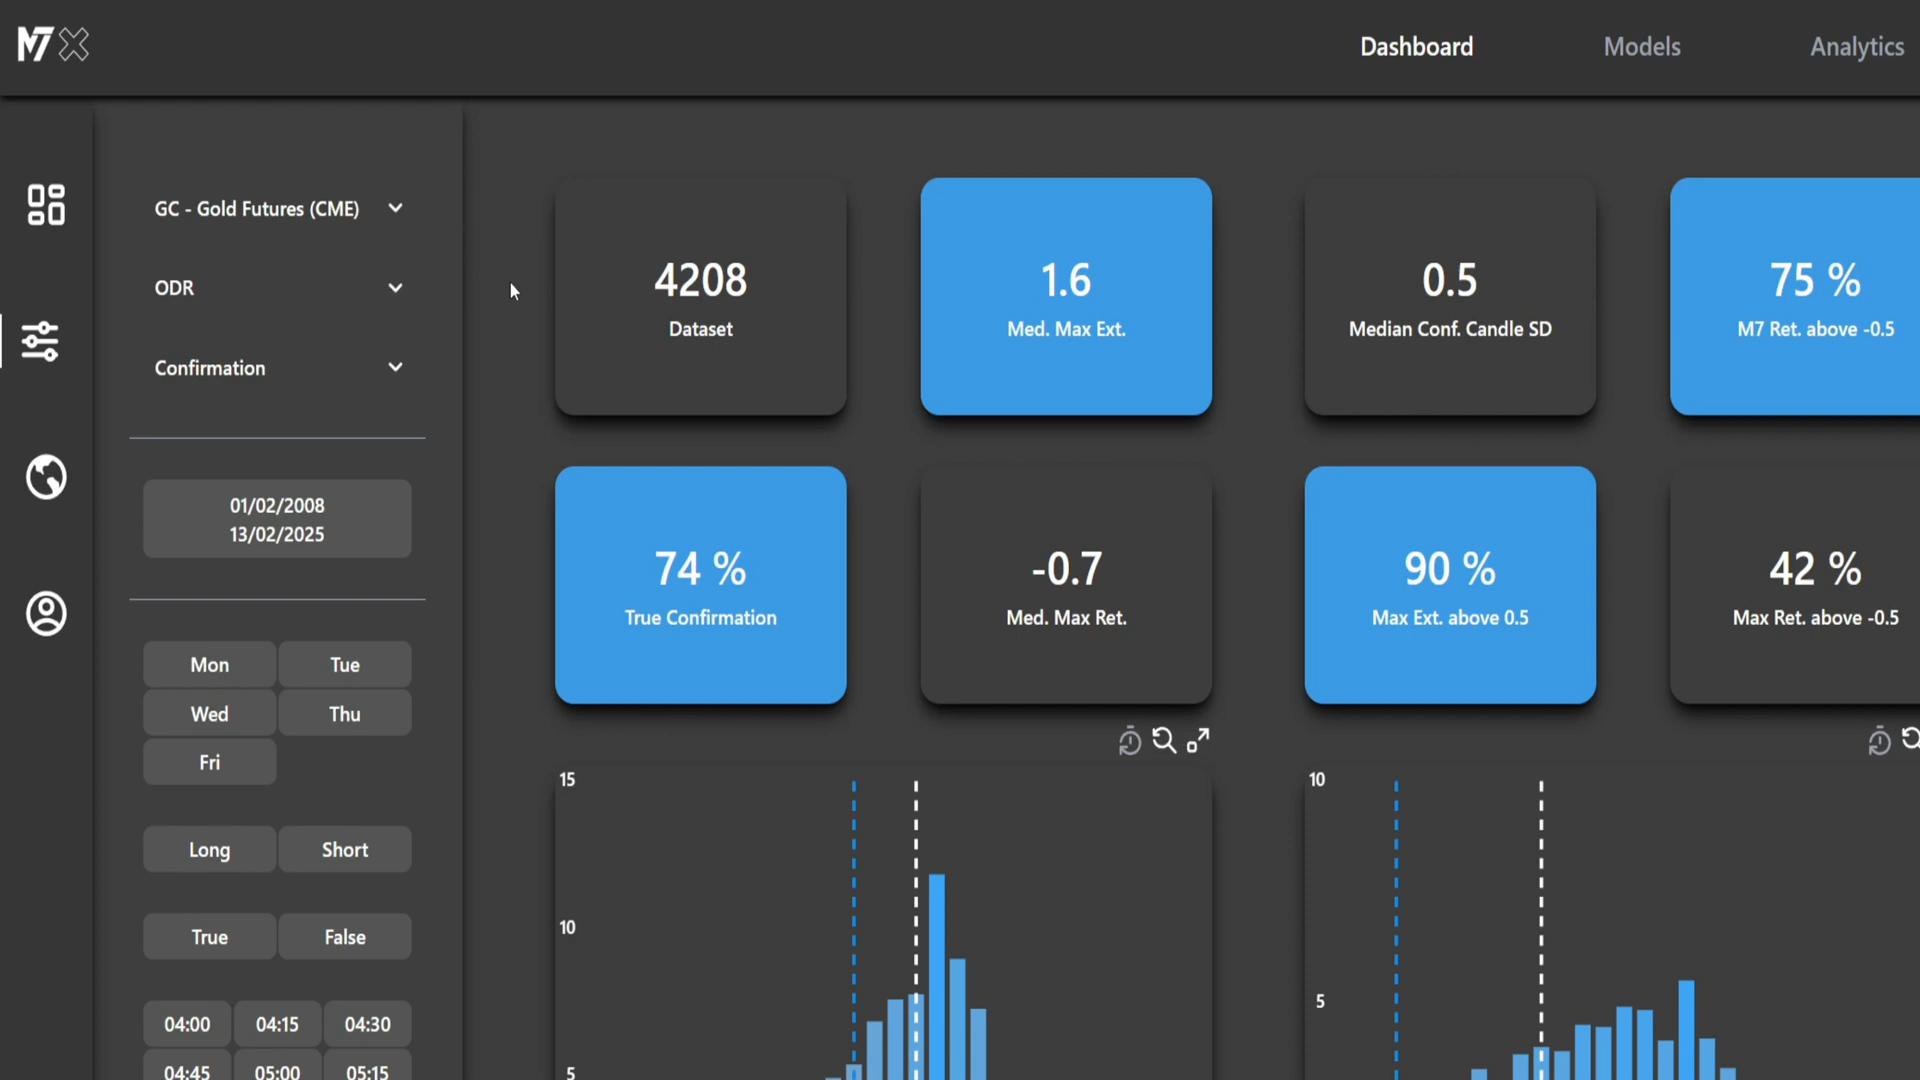 M7X
Dashboard
Models
Analytics
GC - Gold Futures (CME)
ODR
Confirmation
01/02/2008
13/02/2025
Mon
Tue
Wed
Thu
Fri
Long
Short
True
False
04:00
04:15
04:30
04:45
05:00
05:15
4208
Dataset
1.6
Med. Max Ext.
0.5
Median Conf. Candle SD
75 %
M7 Ret. above -0.5
74 %
True Confirmation
-0.7
Med. Max Ret.
90 %
Max Ext. above 0.5
42 %
Max Ret. above -0.5
15
10
5
10
5